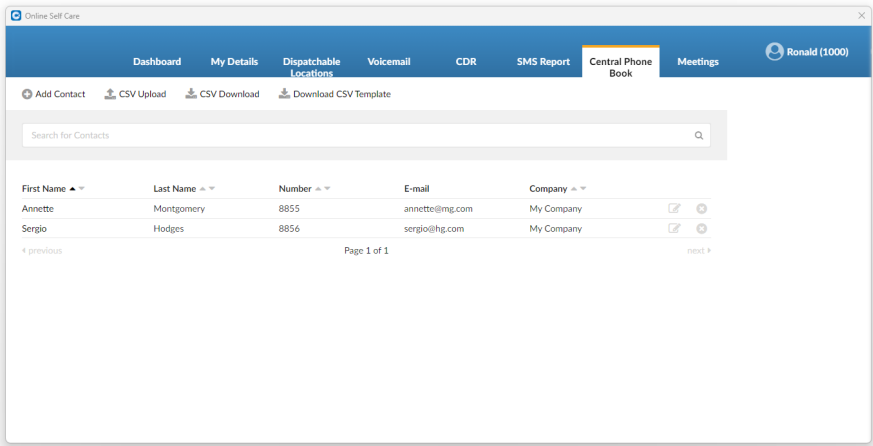 Online Self Care
Dashboard My Details Dispatchable Locations Voicemail CDR SMS Report Central Phone Book Meetings Ronald (1000)
Add Contact CSV Upload CSV Download Download CSV Template
Search for Contacts
First Name Last Name Number E-mail Company
Annette Montgomery 8855 annette@mg.com My Company
Sergio Hodges 8856 sergio@hg.com My Company
previous Page 1 of 1 next